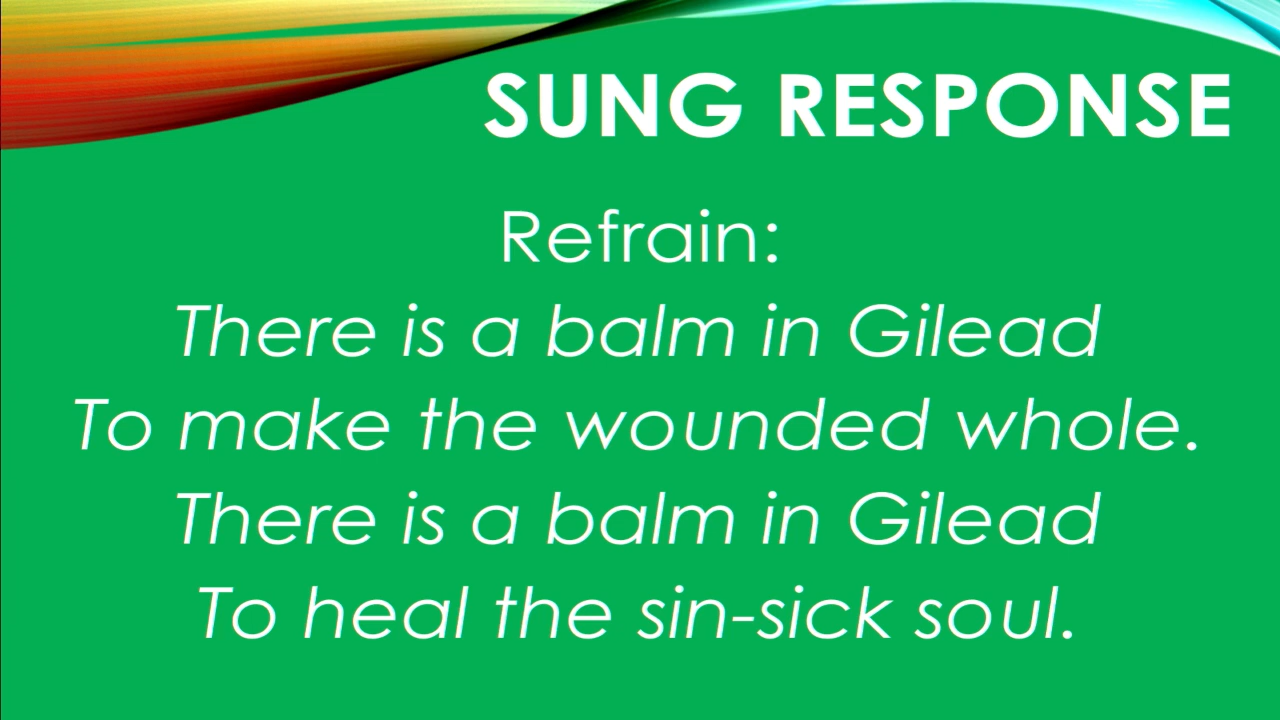 SUNG RESPONSE
Refrain:
There is a balm in Gilead
To make the wounded whole.
There is a balm in Gilead
To heal the sin-sick soul.